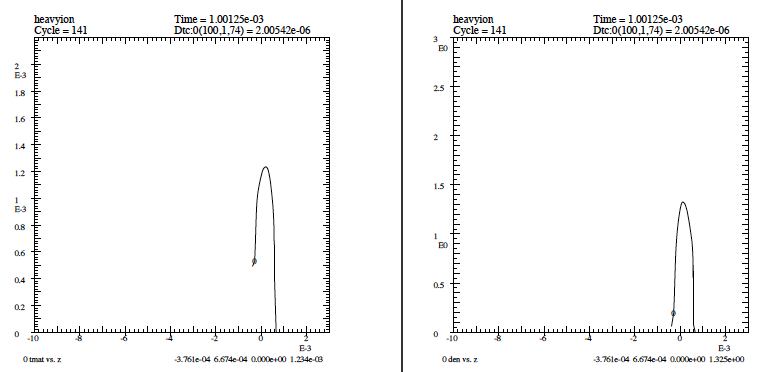 heavyion Time = 1.00125e-03
Cycle = 141 Dtc:0(100,1,74) = 2.00542e-06
2
E-3
1.8
1.6
1.4
1.2
1
E-3
0.8
0.6
0.4
0.2
0
-10 -8 -6 -4 -2 0 2
E-3
0 tmat vs. z -3.761e-04 6.674e-04 0.000e+00 1.234e-03
heavyion Time = 1.00125e-03
Cycle = 141 Dtc:0(100,1,74) = 2.00542e-06
3
E0
2.5
2
1.5
1
E0
0.5
0
-10 -8 -6 -4 -2 0 2
E-3
0 den vs. z -3.761e-04 6.674e-04 0.000e+00 1.325e+00